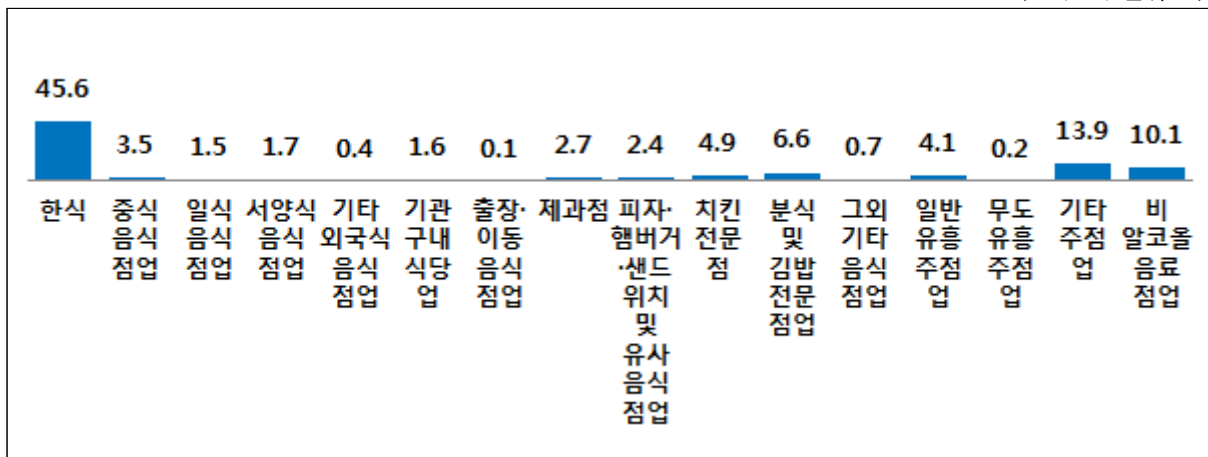 45.6
3.5
1.5
1.7
0.4
1.6
0.1
2.7
2.4
4.9
6.6
0.7
4.1
0.2
13.9
10.1
한식
중식
음식
점업
일식
음식
점업
서양식
음식
점업
기타
외국식
음식
점업
기관
구내
식당
업
출장·
이동
음식
점업
제과점
피자·
햄버거
·샌드
위치
및
유사
음식
점업
치킨
전문
점
분식
및
김밥
전문
점업
그외
기타
음식
점업
일반
유흥
주점
업
무도
유흥
주점
업
기타
주점
업
비
알코올
음료
점업